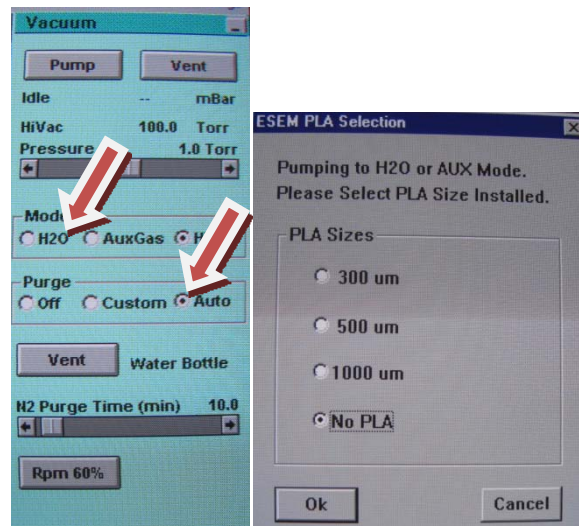 Vacuum
Pump Vent
Idle -- mBar
HiVac 100.0 Torr
Pressure 1.0 Torr
Mode
H2O AuxGas
Purge
Off Custom Auto
Vent Water Bottle
N2 Purge Time (min) 10.0
Rpm 60%
ESEM PLA Selection
Pumping to H2O or AUX Mode.
Please Select PLA Size Installed.
PLA Sizes
300 um
500 um
1000 um
No PLA
Ok Cancel